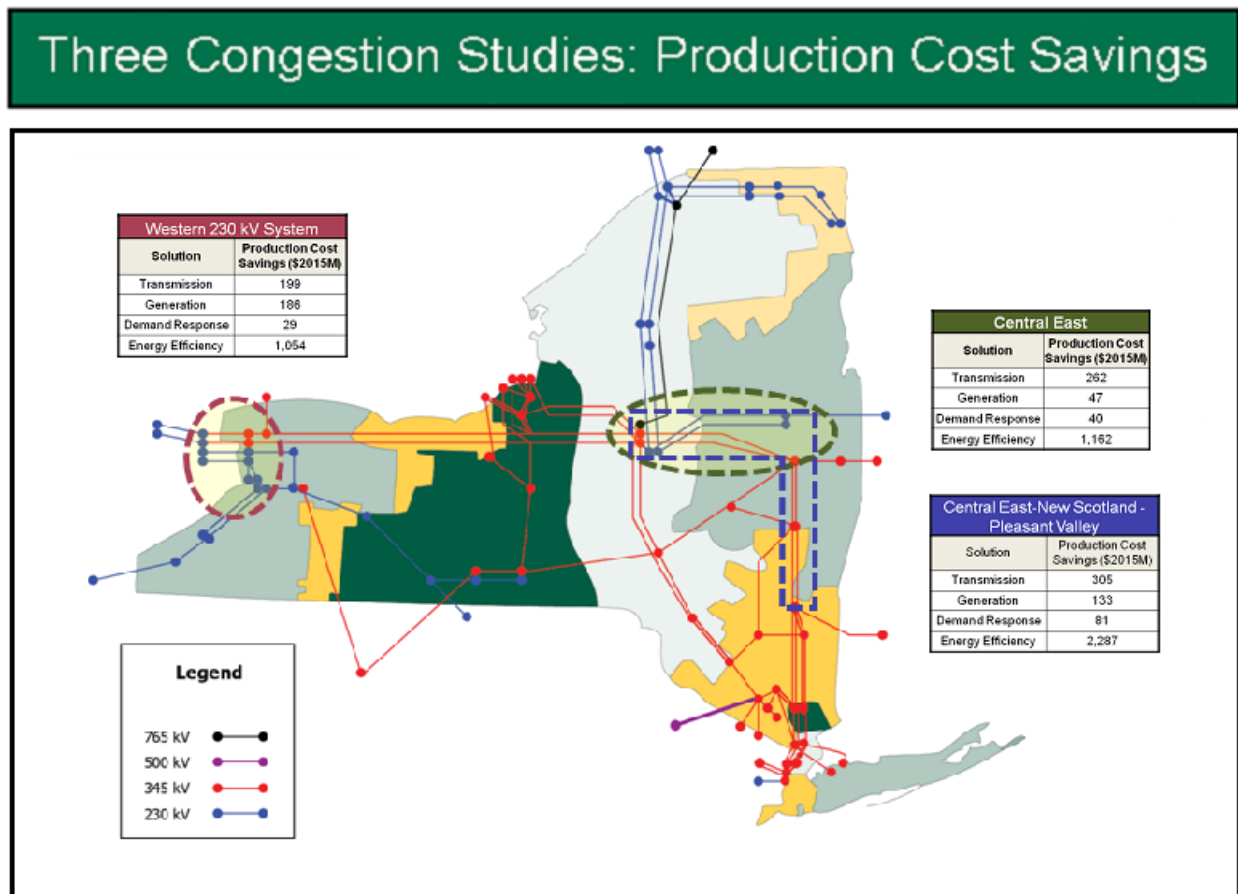 Three Congestion Studies: Production Cost Savings
Western 230 kV System
Solution Production Cost
Savings ($2015M)
Transmission 199
Generation 186
Demand Response 29
Energy Efficiency 1,054
Central East
Solution Production Cost
Savings ($2015M)
Transmission 262
Generation 47
Demand Response 40
Energy Efficiency 1,162
Central East-New Scotland -
Pleasant Valley
Solution Production Cost
Savings ($2015M)
Transmission 305
Generation 133
Demand Response 81
Energy Efficiency 2,287
Legend
765 kV
500 kV
345 kV
230 kV